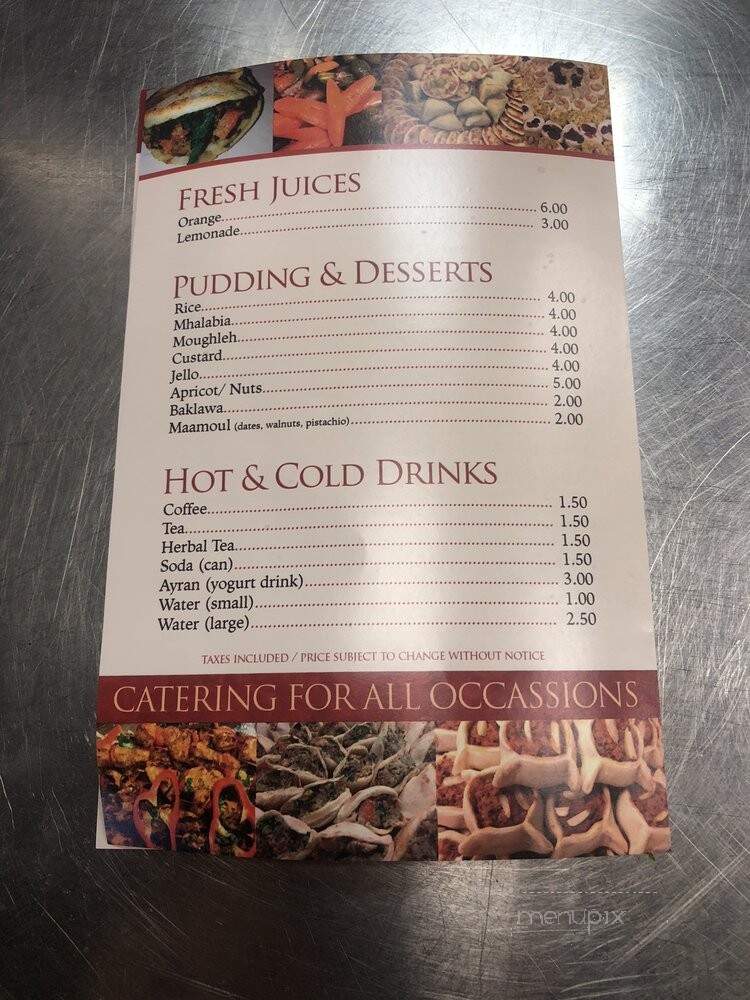 FRESH JUICES
Orange 6.00
Lemonade 3.00
PUDDING & DESSERTS
Rice 4.00
Mhalabia 4.00
Moughleh 4.00
Custard 4.00
Jello 4.00
Apricot/ Nuts 5.00
Baklawa 2.00
Maamoul (dates, walnuts, pistachio) 2.00
HOT & COLD DRINKS
Coffee 1.50
Tea 1.50
Herbal Tea 1.50
Soda (can) 1.50
Ayran (yogurt drink) 3.00
Water (small) 1.00
Water (large) 2.50
TAXES INCLUDED / PRICE SUBJECT TO CHANGE WITHOUT NOTICE
CATERING FOR ALL OCCASSIONS
menupix